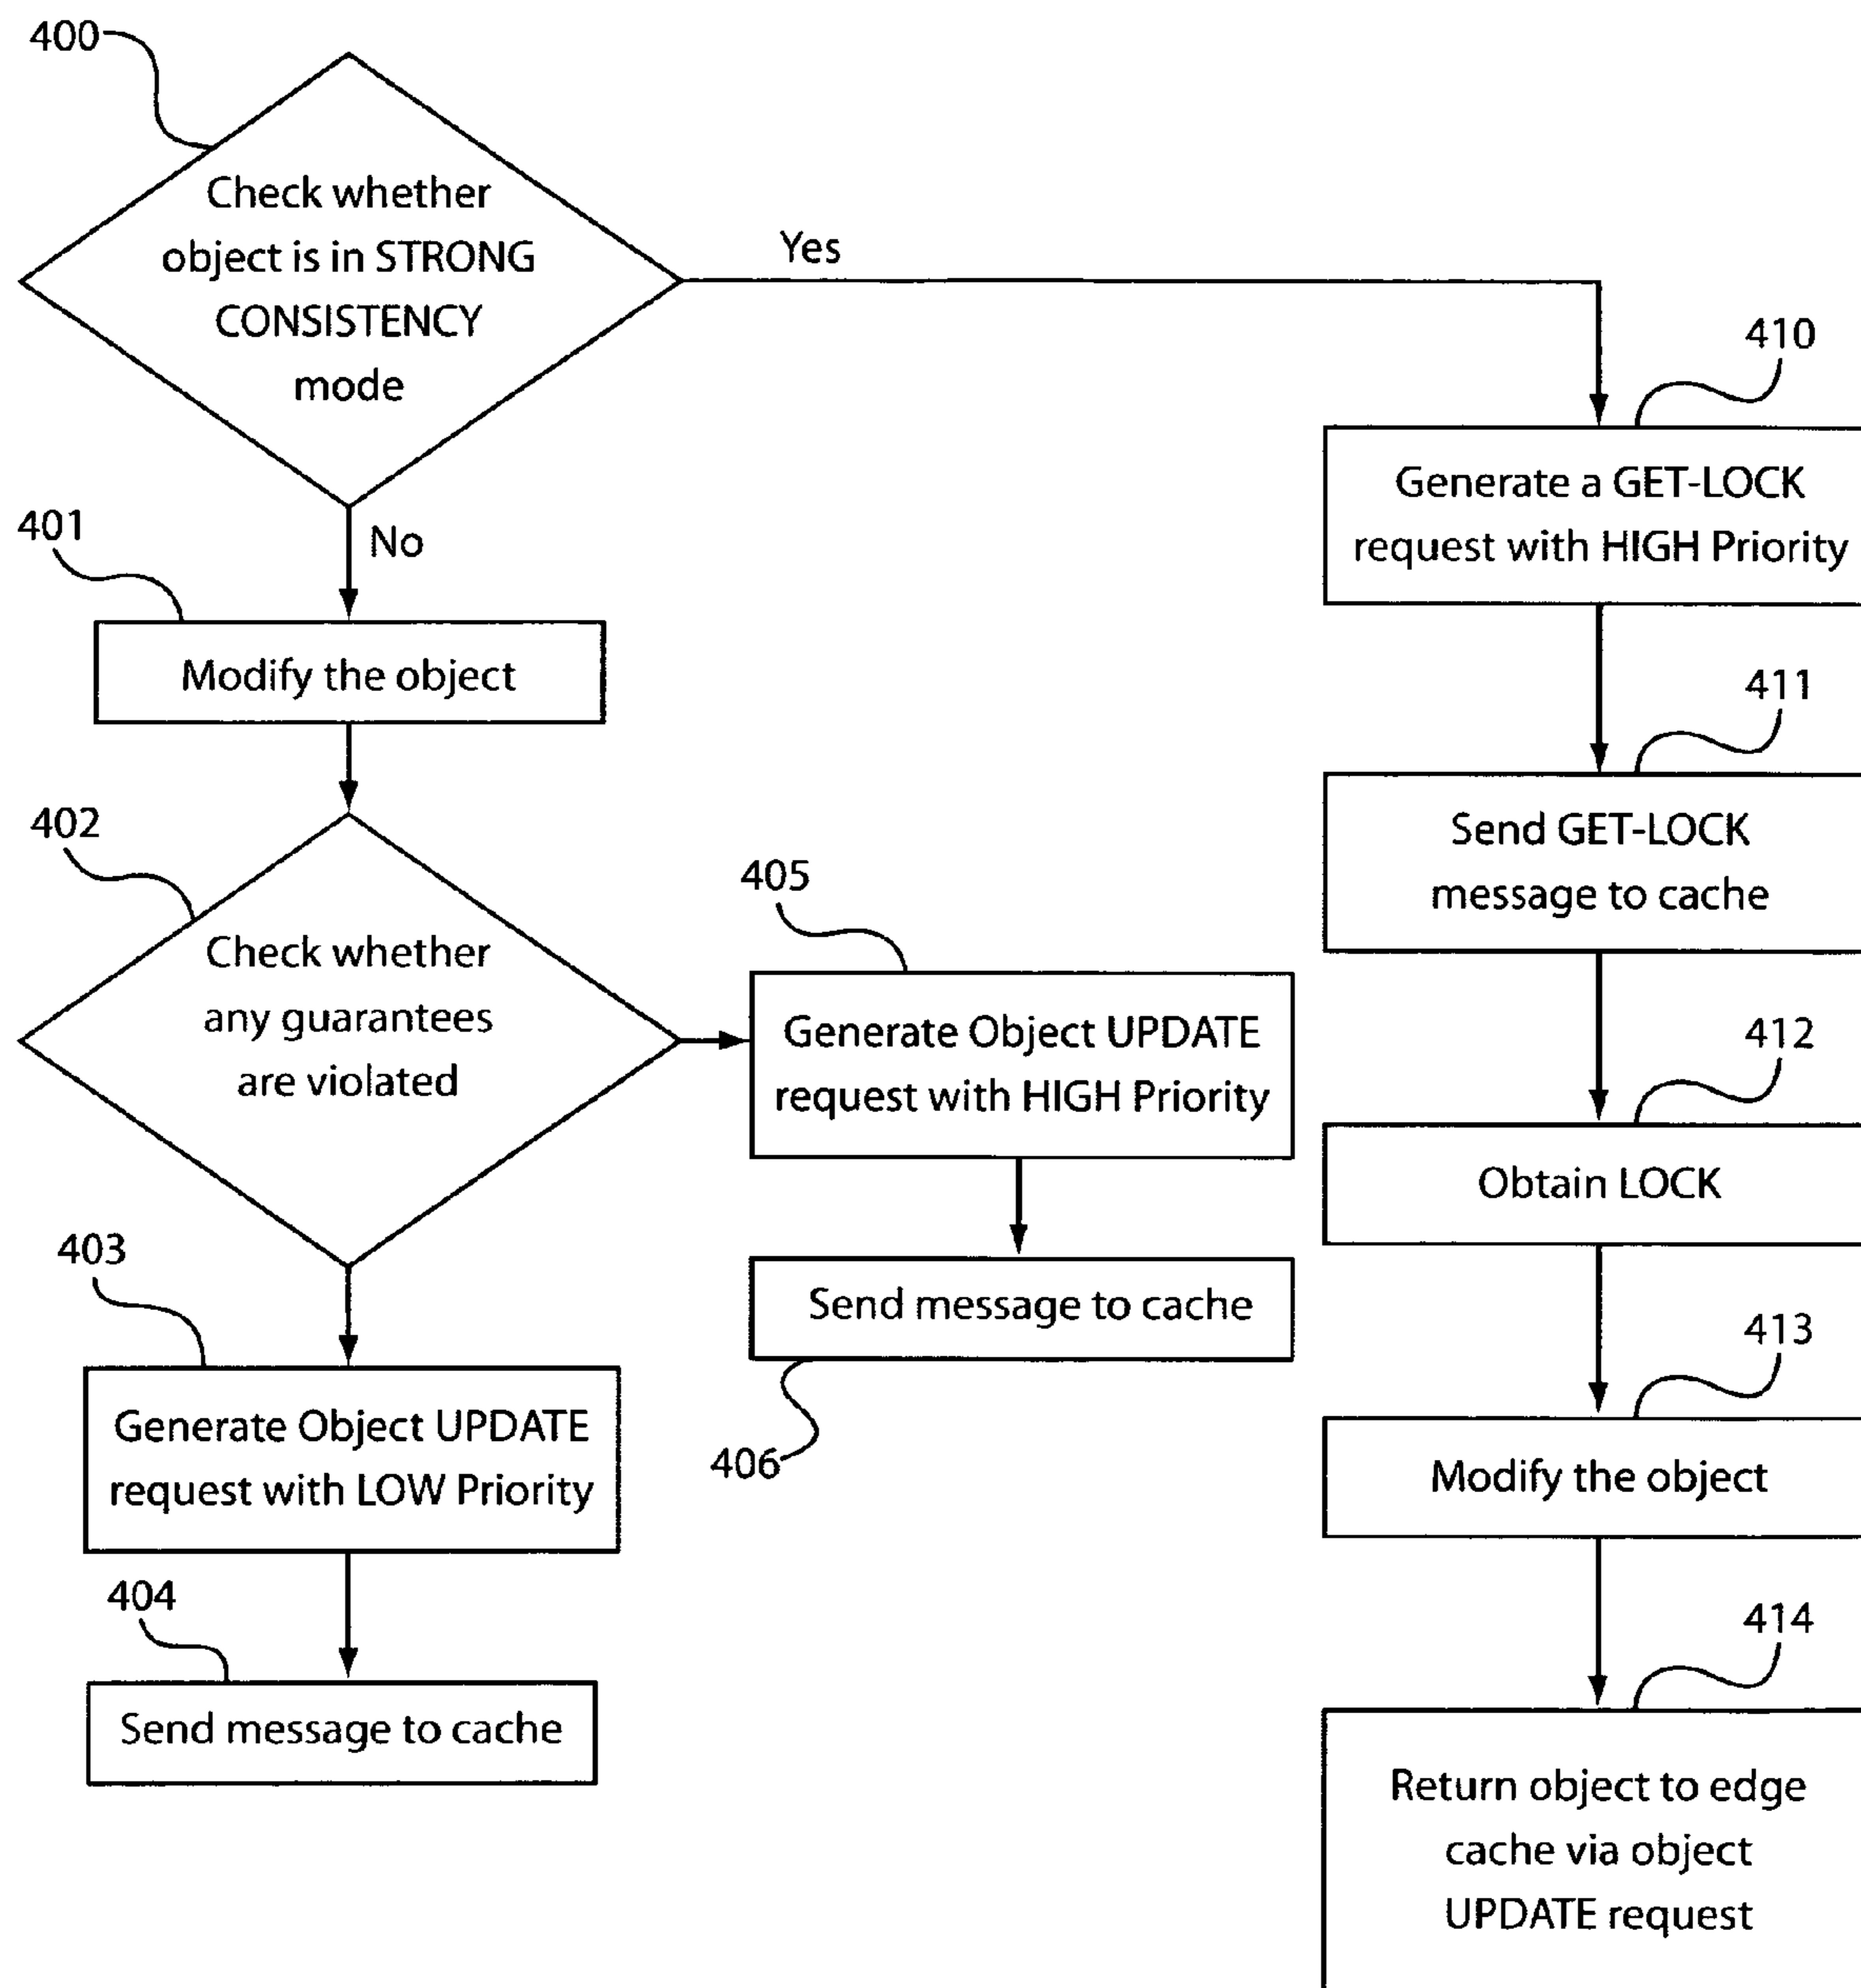 400
Check whether
object is in STRONG
CONSISTENCY
mode
Yes
No
401
Modify the object
402
Check whether
any guarantees
are violated
403
Generate Object UPDATE
request with LOW Priority
404
Send message to cache
405
Generate Object UPDATE
request with HIGH Priority
Send message to cache
406
410
Generate a GET-LOCK
request with HIGH Priority
411
Send GET-LOCK
message to cache
412
Obtain LOCK
413
Modify the object
414
Return object to edge
cache via object
UPDATE request